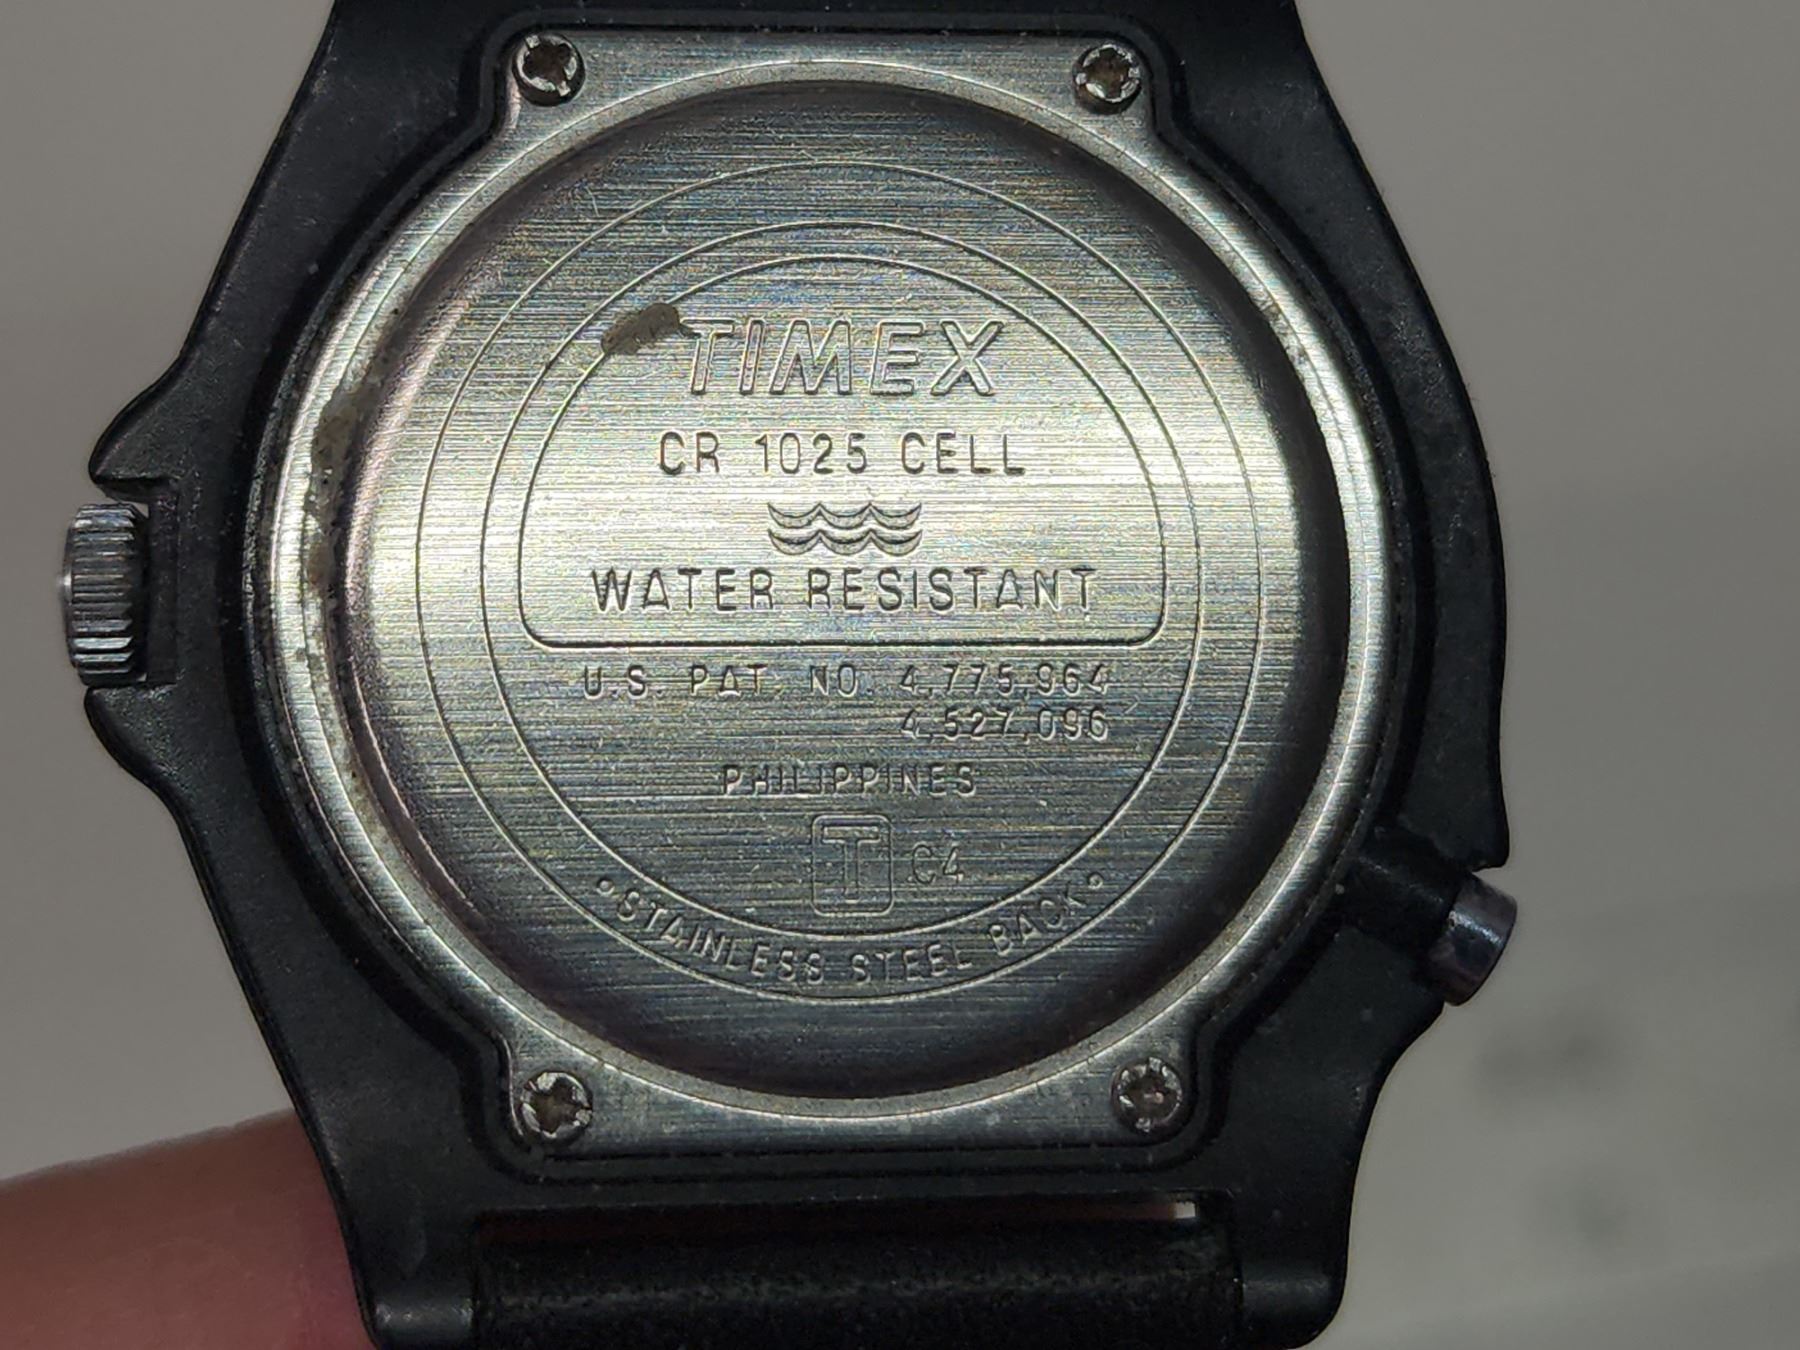 TIMEX
CR 1025 CELL
WATER RESISTANT
U.S. PAT. NO. 4,775,964
4,527,096
PHILIPPINES
T C4
•STAINLESS STEEL BACK•